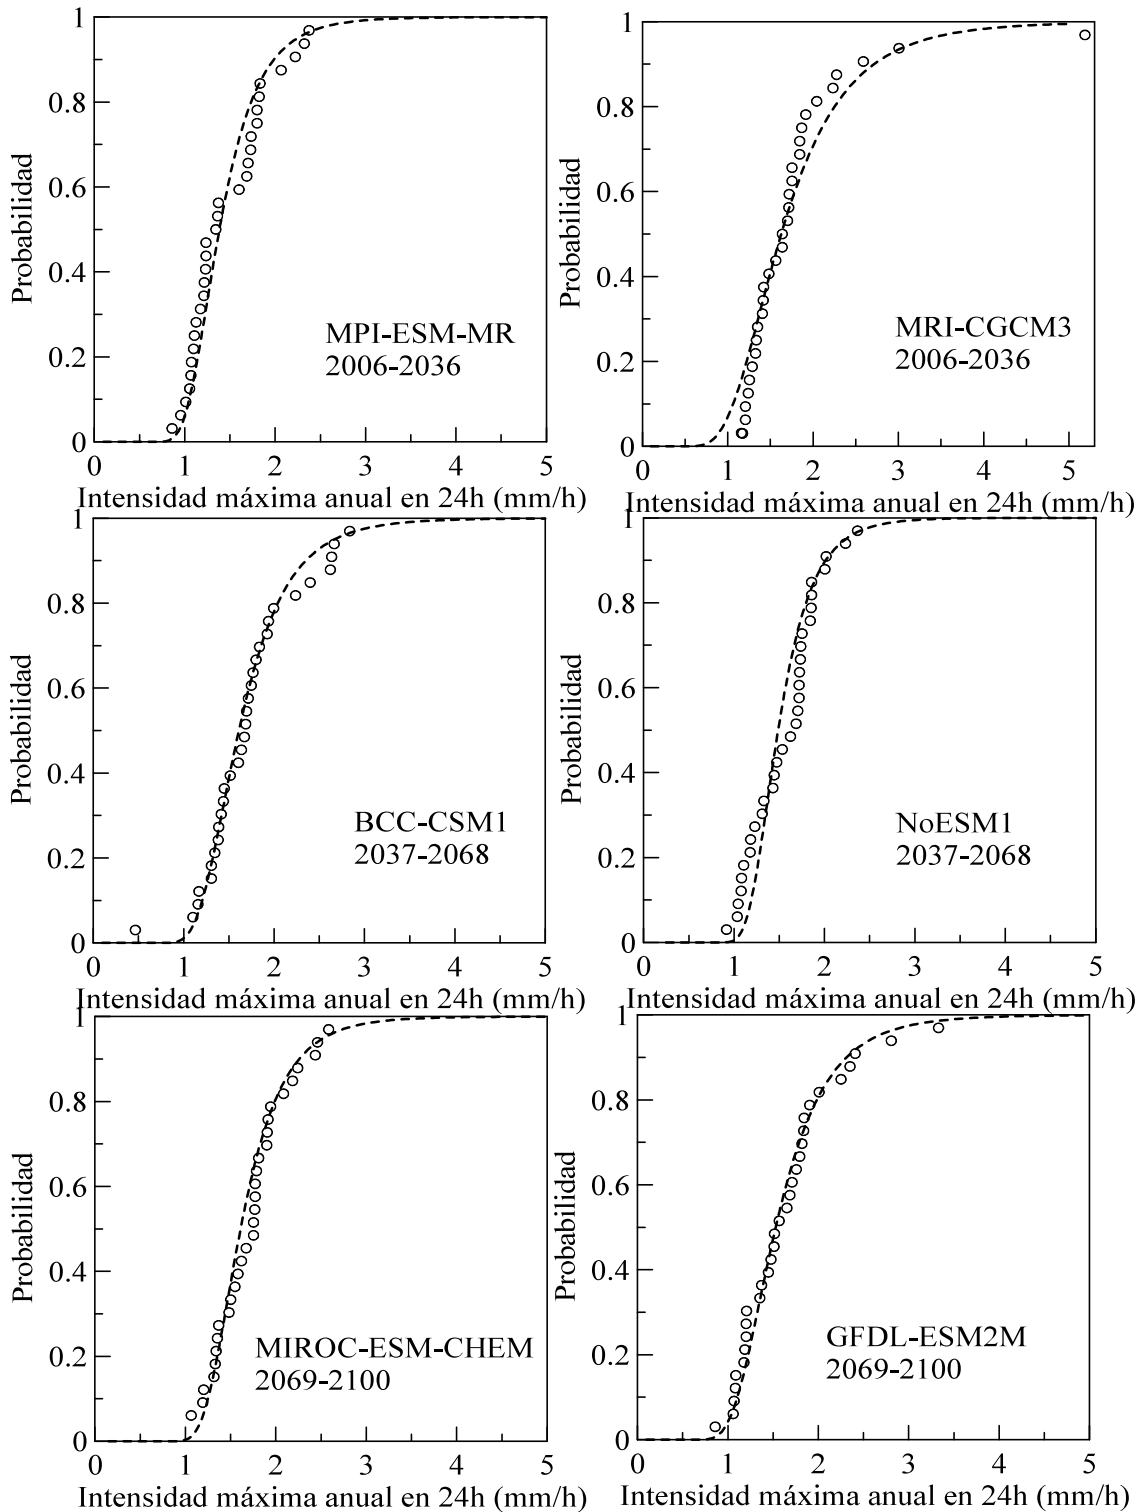 1
0.8
0.6
0.4
0.2
0
Probabilidad
MPI-ESM-MR
2006-2036
0 1 2 3 4 5
Intensidad máxima anual en 24h (mm/h)
1
0.8
0.6
0.4
0.2
0
Probabilidad
MRI-CGCM3
2006-2036
0 1 2 3 4 5
Intensidad máxima anual en 24h (mm/h)
1
0.8
0.6
0.4
0.2
0
Probabilidad
BCC-CSM1
2037-2068
0 1 2 3 4 5
Intensidad máxima anual en 24h (mm/h)
1
0.8
0.6
0.4
0.2
0
Probabilidad
NoESM1
2037-2068
0 1 2 3 4 5
Intensidad máxima anual en 24h (mm/h)
1
0.8
0.6
0.4
0.2
0
Probabilidad
MIROC-ESM-CHEM
2069-2100
0 1 2 3 4 5
Intensidad máxima anual en 24h (mm/h)
1
0.8
0.6
0.4
0.2
0
Probabilidad
GFDL-ESM2M
2069-2100
0 1 2 3 4 5
Intensidad máxima anual en 24h (mm/h)